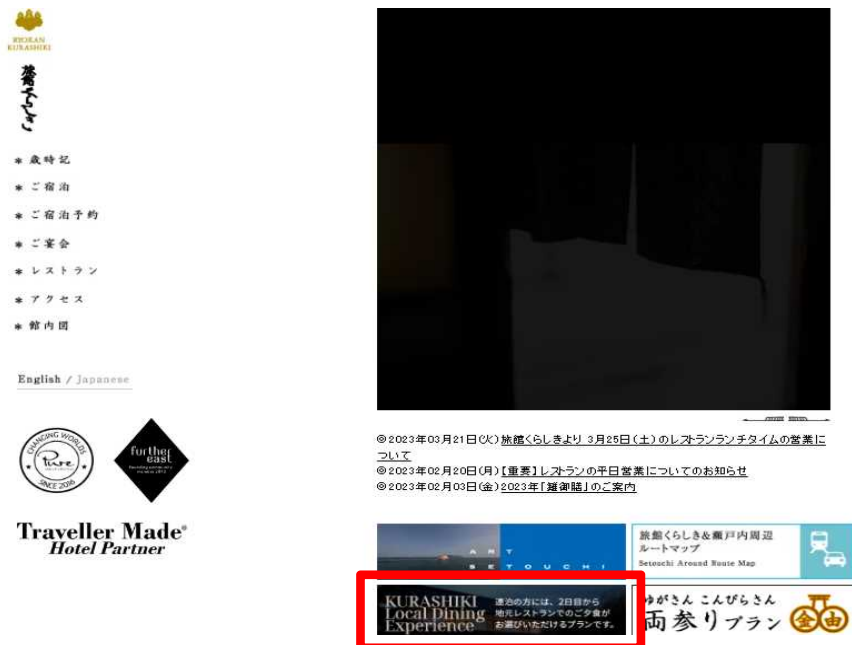 RYOKAN
KURASHIKI
旅館くらしき
* 歳時記
* ご宿泊
* ご宿泊予約
* ご宴会
* レストラン
* アクセス
* 館内図
English / Japanese
CHANGING WORLDS
Pure
SINCE 2016
further
east
Traveller Made®
Hotel Partner
◎2023年03月21日(火)旅館くらしきより 3月25日(土)のレストランランチタイムの営業に
ついて
◎2023年02月20日(月)【重要】レストランの平日営業についてのお知らせ
◎2023年02月03日(金)2023年「雛御膳」のご案内
ART
SETOUCHI
旅館くらしき&瀬戸内周辺
ルートマップ
Setouchi Around Route Map
KURASHIKI
Local Dining
Experience
連泊の方には、2日目から
地元レストランでのご夕食が
お選びいただけるプランです。
ゆがさん こんぴらさん
両参りプラン
金 由